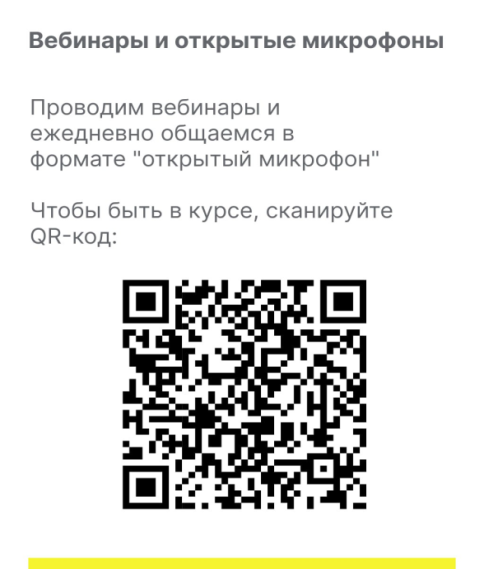 Вебинары и открытые микрофоны
Проводим вебинары и
ежедневно общаемся в
формате "открытый микрофон"
Чтобы быть в курсе, сканируйте
QR-код: